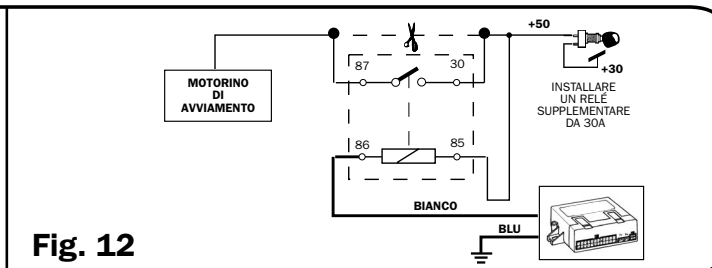 +50
87
30
MOTORINO
DI
AVVIAMENTO
+30
INSTALLARE
UN RELÉ
SUPPLEMENTARE
DA 30A
86
85
BIANCO
BLU
Fig. 12